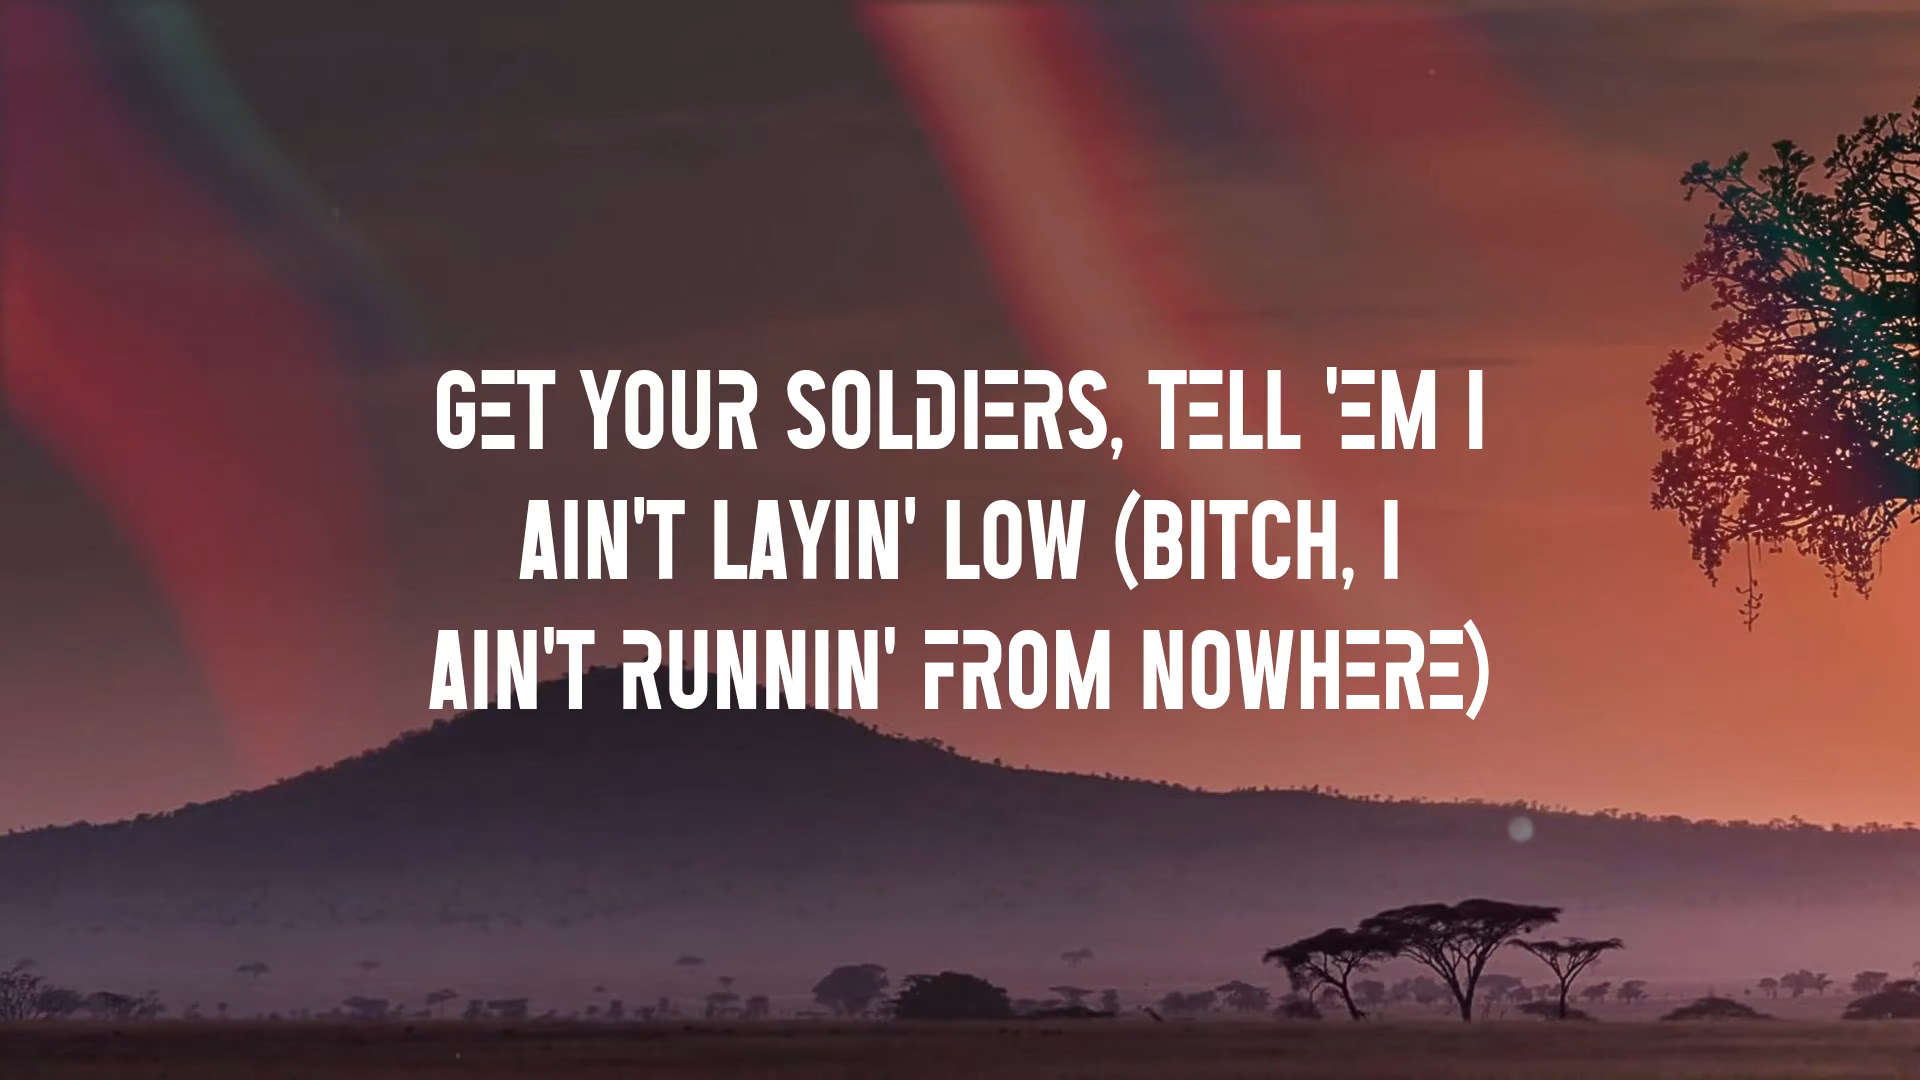 GET YOUR SOLDIERS, TELL 'EM I
AIN'T LAYIN' LOW (BITCH, I
AIN'T RUNNIN' FROM NOWHERE)